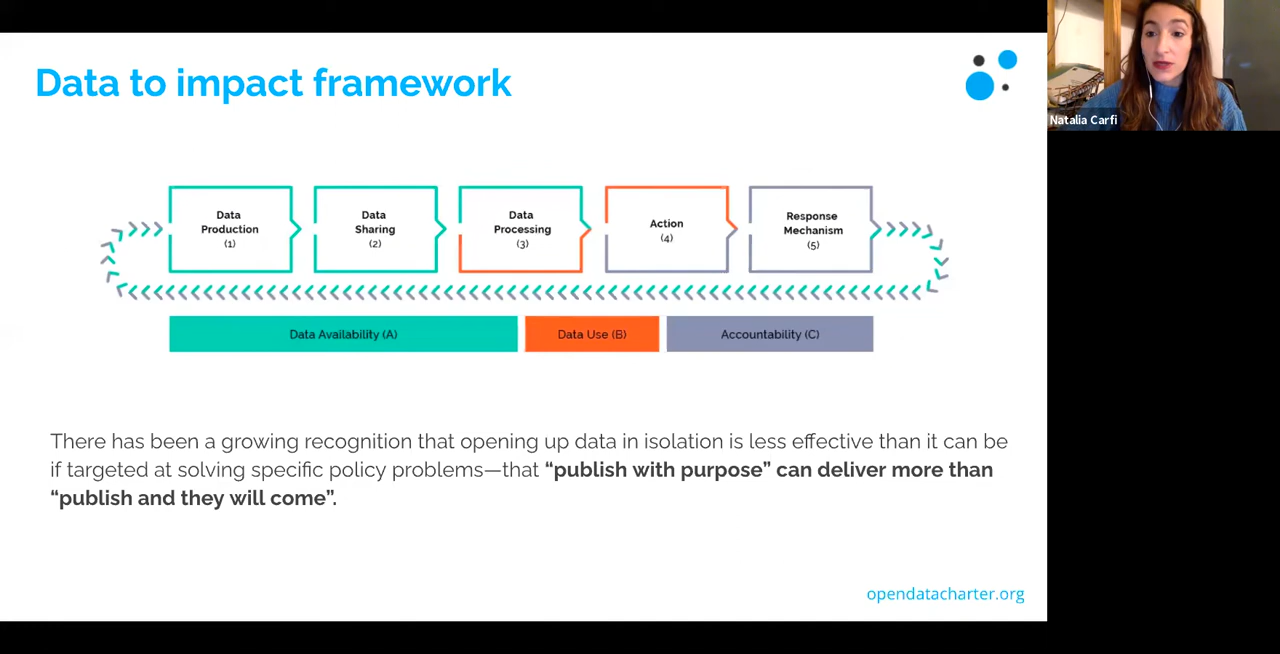 Data to impact framework
Natalia Carfi
Data
Production
(1)
Data
Sharing
(2)
Data
Processing
(3)
Action
(4)
Response
Mechanism
(5)
Data Availability (A)
Data Use (B)
Accountability (C)
There has been a growing recognition that opening up data in isolation is less effective than it can be
if targeted at solving specific policy problems—that “publish with purpose” can deliver more than
“publish and they will come”.
opendatacharter.org